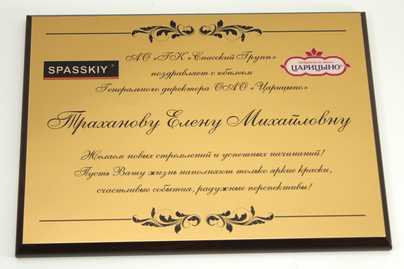 АО «ГК «Спасский Групп»
SPASSKIY
поздравляет с юбилеем
ЦАРИЦЫНО
Генерального директора ОАО «Царицыно»
Траханову Елену Михайловну
Желаем новых стремлений и успешных начинаний!
Пусть Вашу жизнь наполняют только яркие краски,
счастливые события, радужные перспективы!